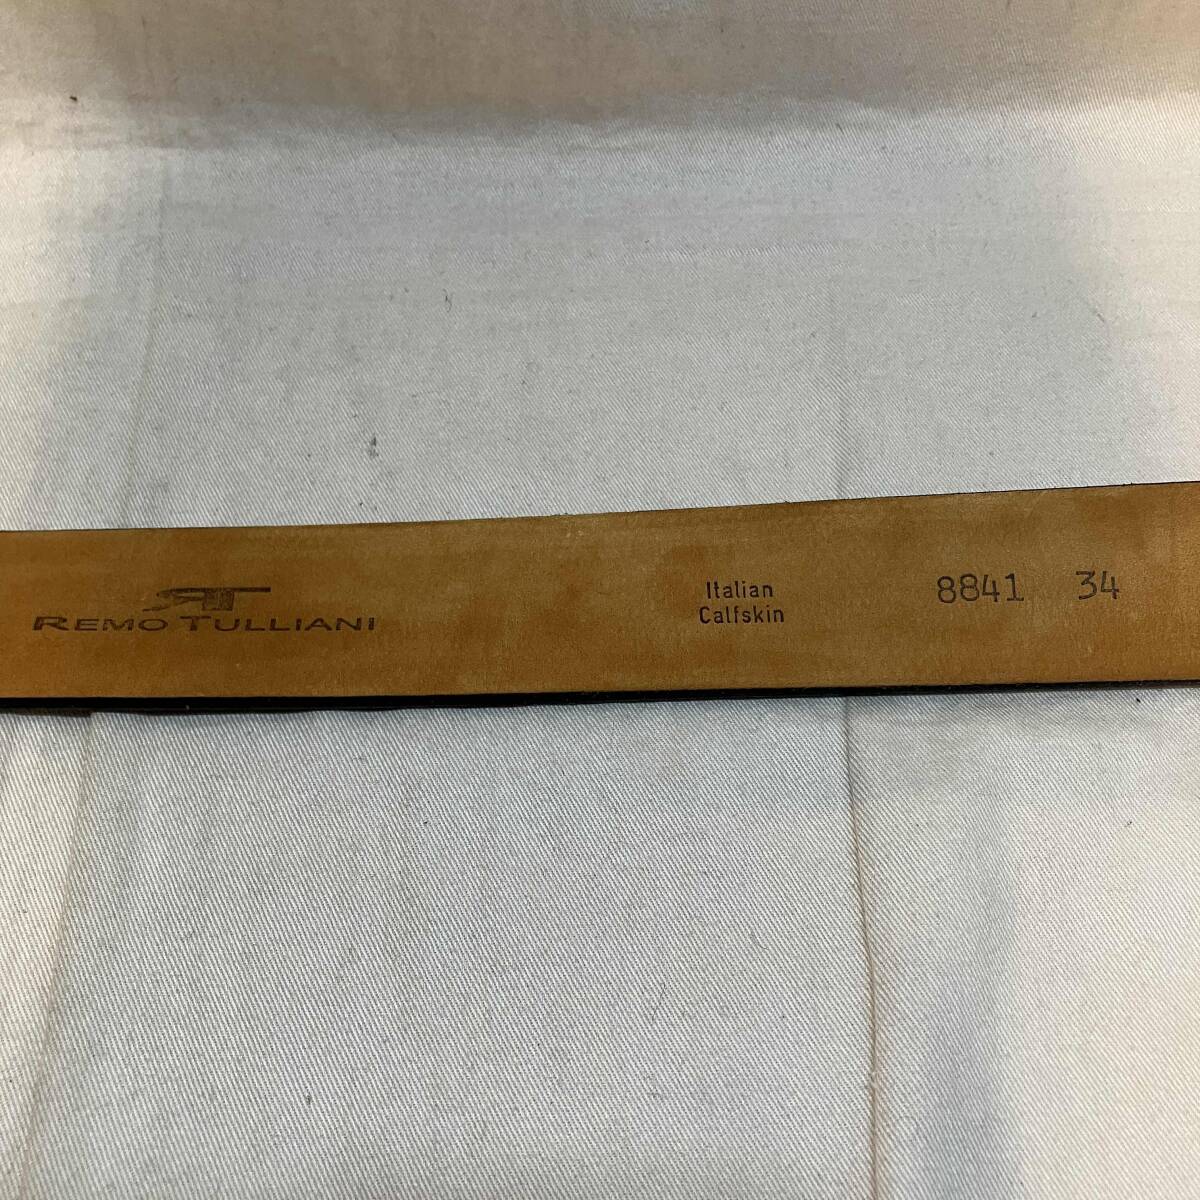 RT
REMO TULLIANI
Italian
Calfskin
8841 34